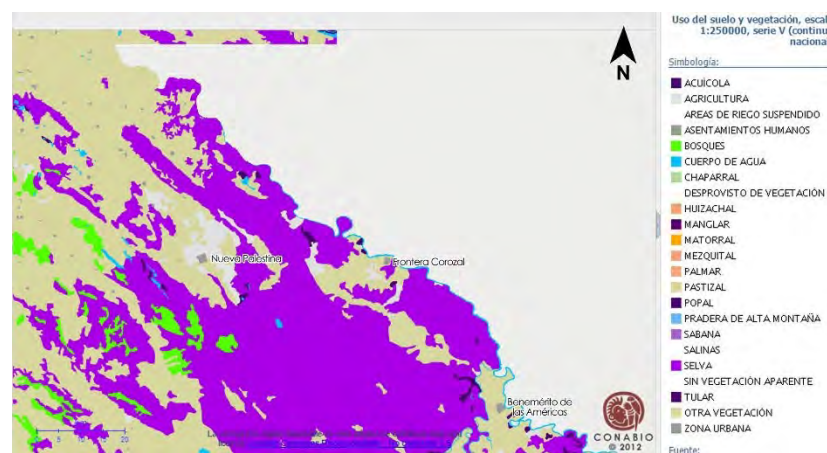 Uso del suelo y vegetación, escal
1:250000, serie V (continu
naciona
Simbología:
N
ACUÍCOLA
AGRICULTURA
AREAS DE RIEGO SUSPENDIDO
ASENTAMIENTOS HUMANOS
BOSQUES
CUERPO DE AGUA
CHAPARRAL
DESPROVISTO DE VEGETACIÓN
HUIZACHAL
MANGLAR
MATORRAL
MEZQUITAL
PALMAR
PASTIZAL
POPAL
PRADERA DE ALTA MONTAÑA
SABANA
SALINAS
SELVA
SIN VEGETACIÓN APARENTE
TULAR
OTRA VEGETACIÓN
ZONA URBANA
Fuente:
Nueva Palestina
Frontera Corozal
Benemérito de
las Américas
CONABIO
© 2012